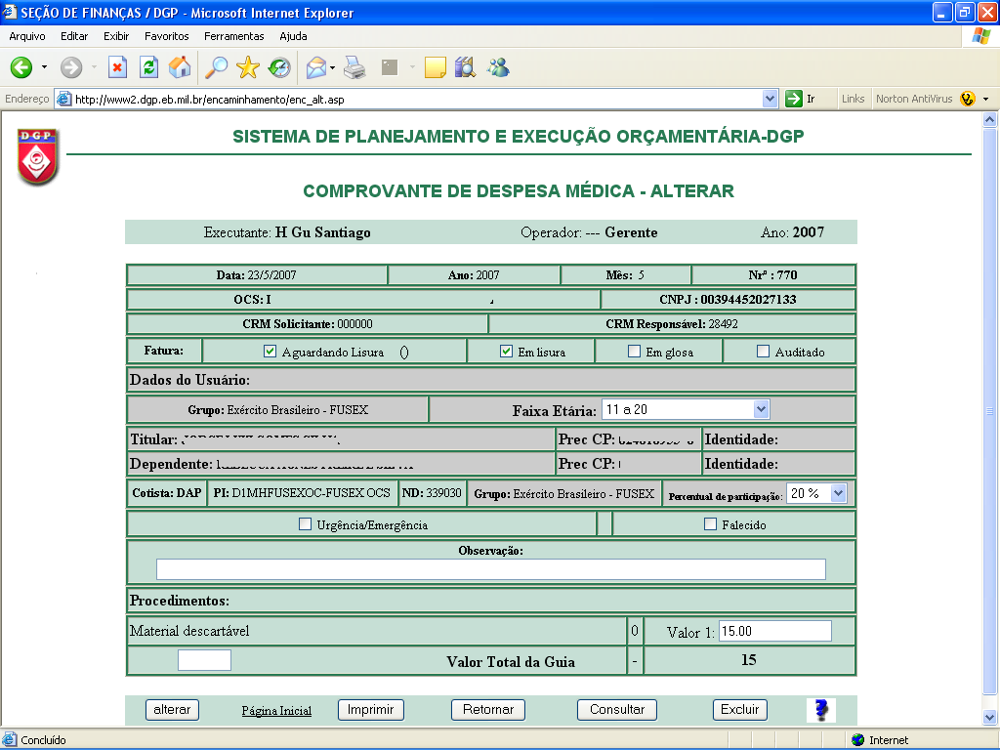 SEÇÃO DE FINANÇAS / DGP - Microsoft Internet Explorer
Arquivo Editar Exibir Favoritos Ferramentas Ajuda
Endereço http://www2.dgp.eb.mil.br/encaminhamento/enc_alt.asp Ir Links Norton AntiVirus
DGP
SISTEMA DE PLANEJAMENTO E EXECUÇÃO ORÇAMENTÁRIA-DGP
COMPROVANTE DE DESPESA MÉDICA - ALTERAR
Executante: H Gu Santiago Operador: --- Gerente Ano: 2007
Data: 23/5/2007 Ano: 2007 Mês: 5 Nrª : 770
OCS: I CNPJ : 00394452027133
CRM Solicitante: 000000 CRM Responsável: 28492
Fatura: Aguardando Lisura () Em lisura Em glosa Auditado
Dados do Usuário:
Grupo: Exército Brasileiro - FUSEX Faixa Etária: 11 a 20
Titular: Prec CP: Identidade:
Dependente: Prec CP: Identidade:
Cotista: DAP PI: D1MHFUSEXOC-FUSEX OCS ND: 339030 Grupo: Exército Brasileiro - FUSEX Percentual de participação: 20 %
Urgência/Emergência Falecido
Observação:
Procedimentos:
Material descartável 0 Valor 1: 15.00
Valor Total da Guia - 15
alterar Página Inicial Imprimir Retornar Consultar Excluir ?
Concluído Internet